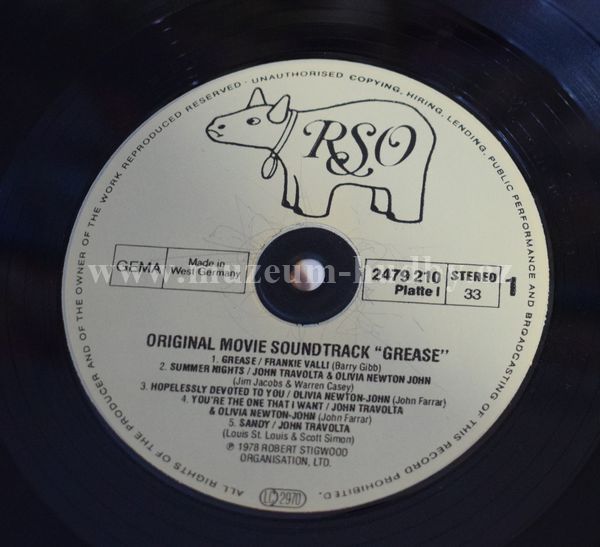 ALL RIGHTS OF THE PRODUCER AND OF THE OWNER OF THE WORK REPRODUCED RESERVED · UNAUTHORISED COPYING, HIRING, LENDING, PUBLIC PERFORMANCE AND BROADCASTING OF THIS RECORD PROHIBITED.
RSO
GEMA
Made in
West Germany
2479 210
Platte I
STEREO
33
1
ORIGINAL MOVIE SOUNDTRACK "GREASE"
1. GREASE / FRANKIE VALLI (Barry Gibb)
2. SUMMER NIGHTS / JOHN TRAVOLTA & OLIVIA NEWTON JOHN
(Jim Jacobs & Warren Casey)
3. HOPELESSLY DEVOTED TO YOU / OLIVIA NEWTON-JOHN (John Farrar)
4. YOU'RE THE ONE THAT I WANT / JOHN TRAVOLTA
& OLIVIA NEWTON-JOHN (John Farrar)
5. SANDY / JOHN TRAVOLTA
(Louis St. Louis & Scott Simon)
℗ 1978 ROBERT STIGWOOD
ORGANISATION, LTD.
LC 2970